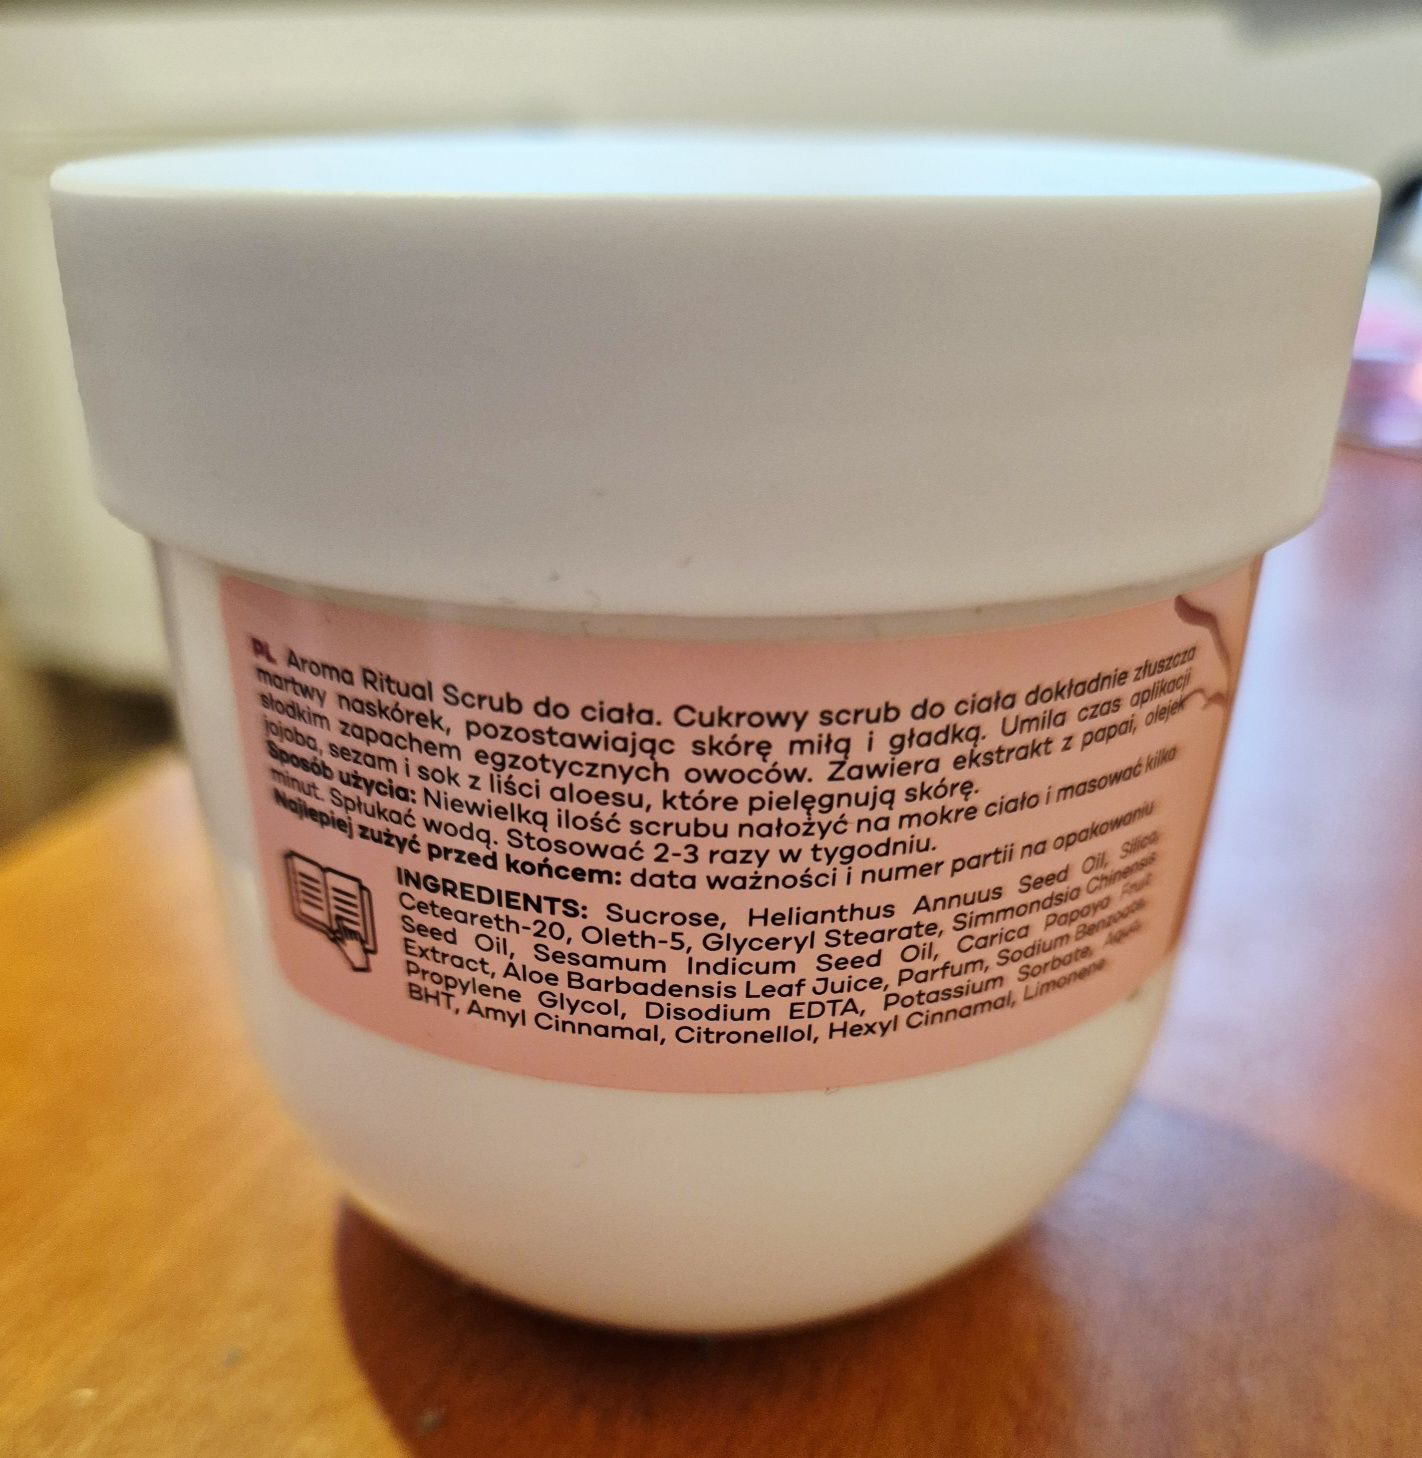 PL Aroma Ritual Scrub do ciała. Cukrowy scrub do ciała dokładnie złuszcza
martwy naskórek, pozostawiając skórę miłą i gładką. Umila czas aplikacji
słodkim zapachem egzotycznych owoców. Zawiera ekstrakt z papai, olejek
jojoba, sezam i sok z liści aloesu, które pielęgnują skórę.
Sposób użycia: Niewielką ilość scrubu nałożyć na mokre ciało i masować kilka
minut. Spłukać wodą. Stosować 2-3 razy w tygodniu.
Najlepiej zużyć przed końcem: data ważności i numer partii na opakowaniu
INGREDIENTS: Sucrose, Helianthus Annuus Seed Oil, Silica,
Ceteareth-20, Oleth-5, Glyceryl Stearate, Simmondsia Chinensis
Seed Oil, Sesamum Indicum Seed Oil, Carica Papaya Fruit
Extract, Aloe Barbadensis Leaf Juice, Parfum, Sodium Benzoate,
Propylene Glycol, Disodium EDTA, Potassium Sorbate, Aqua,
BHT, Amyl Cinnamal, Citronellol, Hexyl Cinnamal, Limonene.